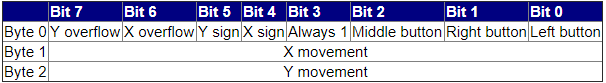 Bit 7 Bit 6 Bit 5 Bit 4 Bit 3 Bit 2 Bit 1 Bit 0
Byte 0 Y overflow X overflow Y sign X sign Always 1 Middle button Right button Left button
Byte 1 X movement
Byte 2 Y movement